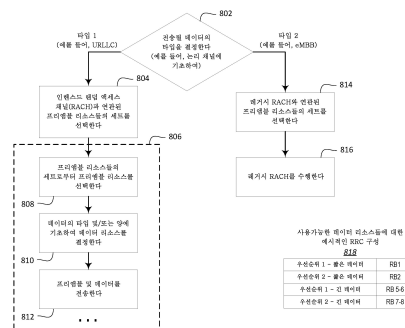 802
타입 1
(예를 들어, URLLC)
전송될 데이터의
타입을 결정한다
(예를 들어, 논리 채널에
기초하여)
타입 2
(예를 들어, eMBB)
804
인핸스드 랜덤 액세스
채널(RACH)와 연관된
프리앰블 리소스들의 세트를
선택한다
814
레거시 RACH와 연관된
프리앰블 리소스들의 세트를
선택한다
806
프리앰블 리소스들의
세트로부터 프리앰블 리소스를
선택한다
808
816
레거시 RACH를 수행한다
데이터의 타입 및/또는 양에
기초하여 데이터 리소스를
결정한다
810
프리앰블 및 데이터를
전송한다
812
• • •
사용가능한 데이터 리소스들에 대한
예시적인 RRC 구성
818
우선순위 1 - 짧은 데이터 RB1
우선순위 2 - 짧은 데이터 RB2
우선순위 1 - 긴 데이터 RB 5-6
우선순위 2 - 긴 데이터 RB 7-8